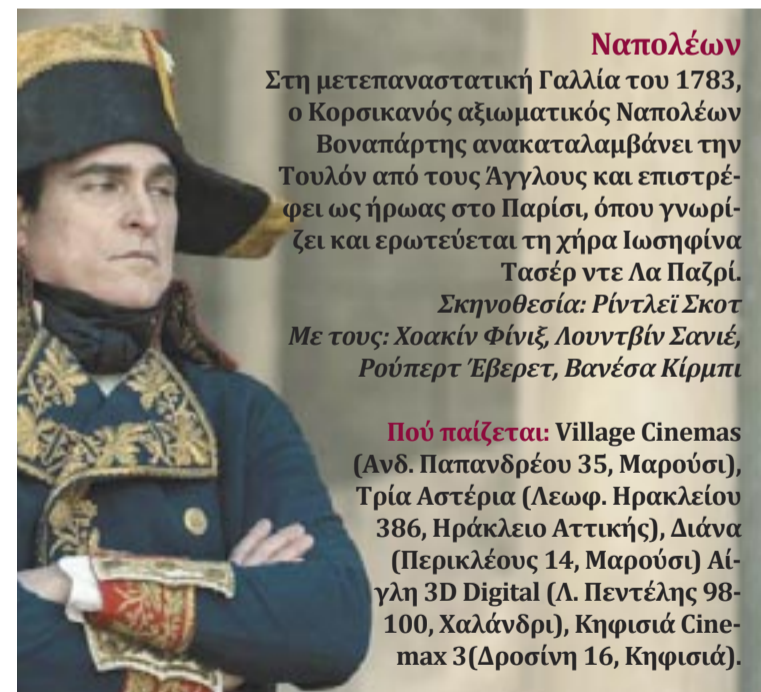 Ναπολέων
Στη μετεπαναστατική Γαλλία του 1783,
ο Κορσικανός αξιωματικός Ναπολέων
Βοναπάρτης ανακαταλαμβάνει την
Τουλόν από τους Άγγλους και επιστρέ-
φει ως ήρωας στο Παρίσι, όπου γνωρί-
ζει και ερωτεύεται τη χήρα Ιωσηφίνα
Τασέρ ντε Λα Παζρί.
Σκηνοθεσία: Ρίντλεϊ Σκοτ
Με τους: Χοακίν Φίνιξ, Λουντβίν Σανιέ,
Ρούπερτ Έβερετ, Βανέσα Κίρμπι
Πού παίζεται: Village Cinemas
(Ανδ. Παπανδρέου 35, Μαρούσι),
Τρία Αστέρια (Λεωφ. Ηρακλείου
386, Ηράκλειο Αττικής), Διάνα
(Περικλέους 14, Μαρούσι) Αί-
γλη 3D Digital (Λ. Πεντέλης 98-
100, Χαλάνδρι), Κηφισιά Cine-
max 3(Δροσίνη 16, Κηφισιά).